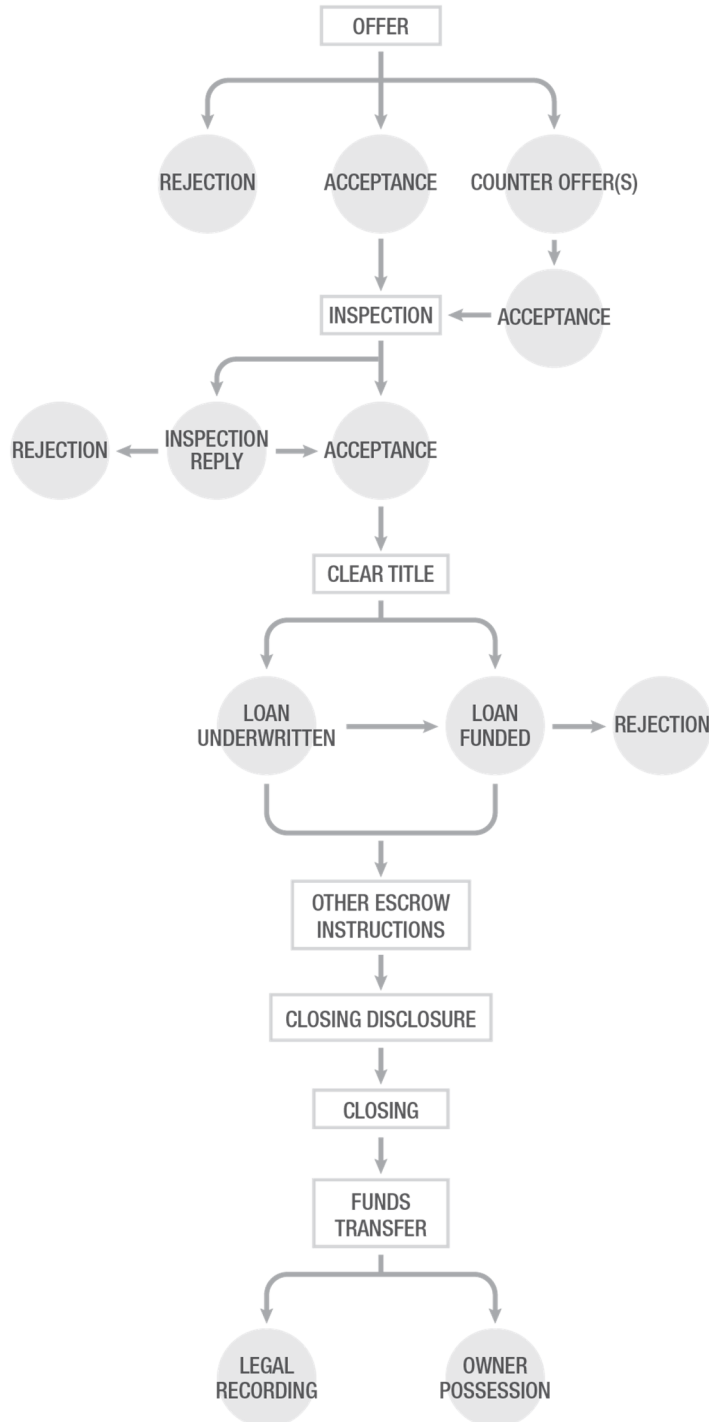 OFFER
REJECTION
ACCEPTANCE
COUNTER OFFER(S)
INSPECTION
ACCEPTANCE
REJECTION
INSPECTION
REPLY
ACCEPTANCE
CLEAR TITLE
LOAN
UNDERWRITTEN
LOAN
FUNDED
REJECTION
OTHER ESCROW
INSTRUCTIONS
CLOSING DISCLOSURE
CLOSING
FUNDS
TRANSFER
LEGAL
RECORDING
OWNER
POSSESSION